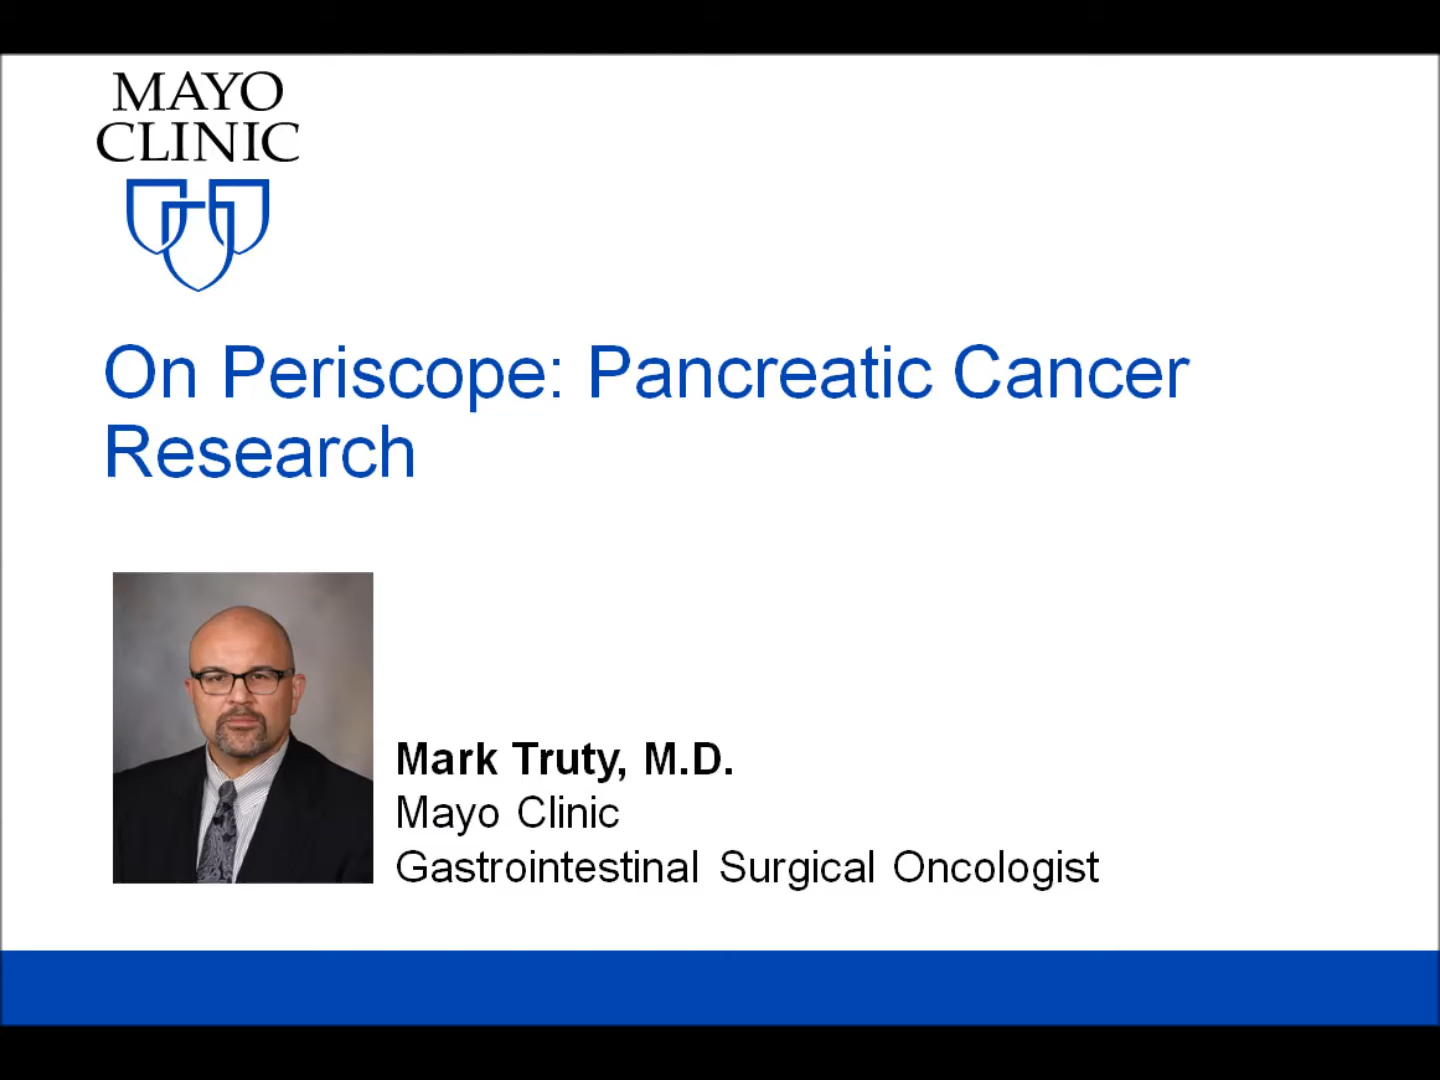 MAYO
CLINIC
On Periscope: Pancreatic Cancer
Research
Mark Truty, M.D.
Mayo Clinic
Gastrointestinal Surgical Oncologist